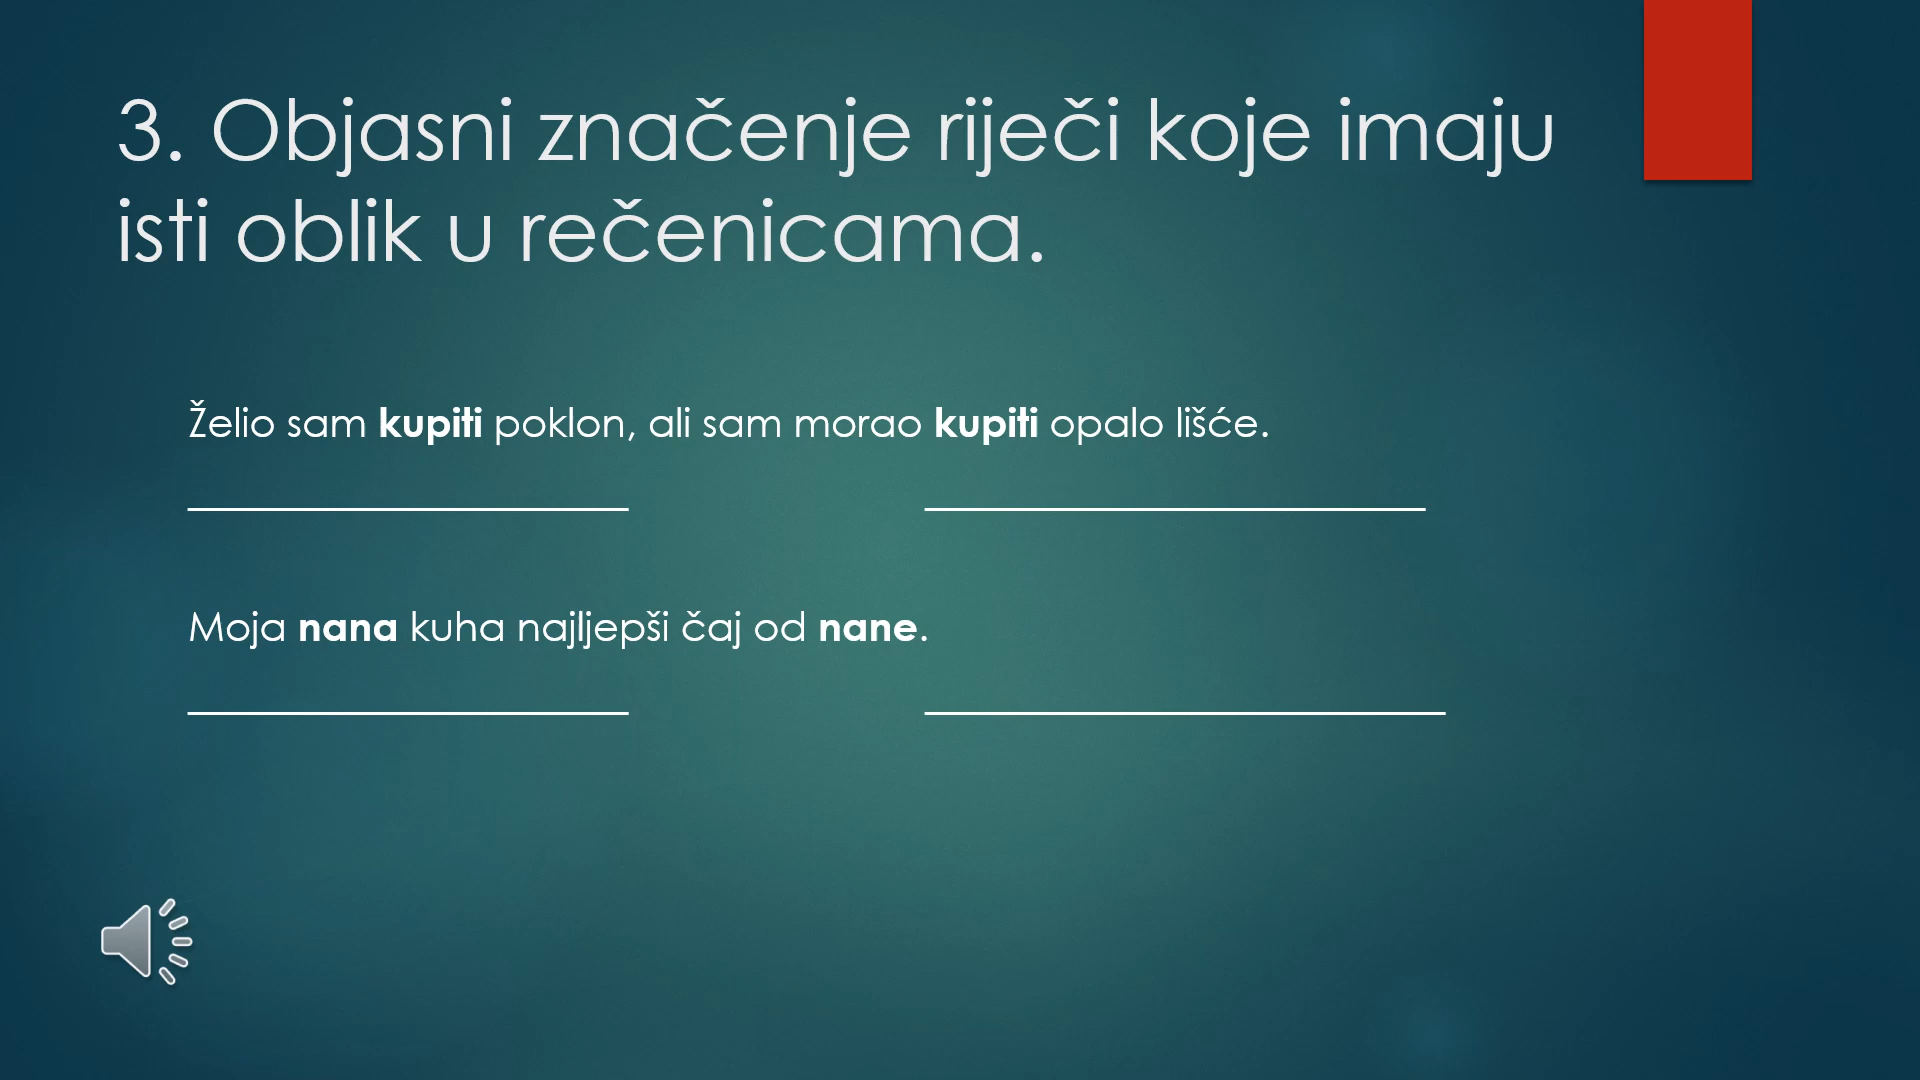 3. Objasni značenje riječi koje imaju
isti oblik u rečenicama.
Želio sam kupiti poklon, ali sam morao kupiti opalo lišće.
Moja nana kuha najljepši čaj od nane.